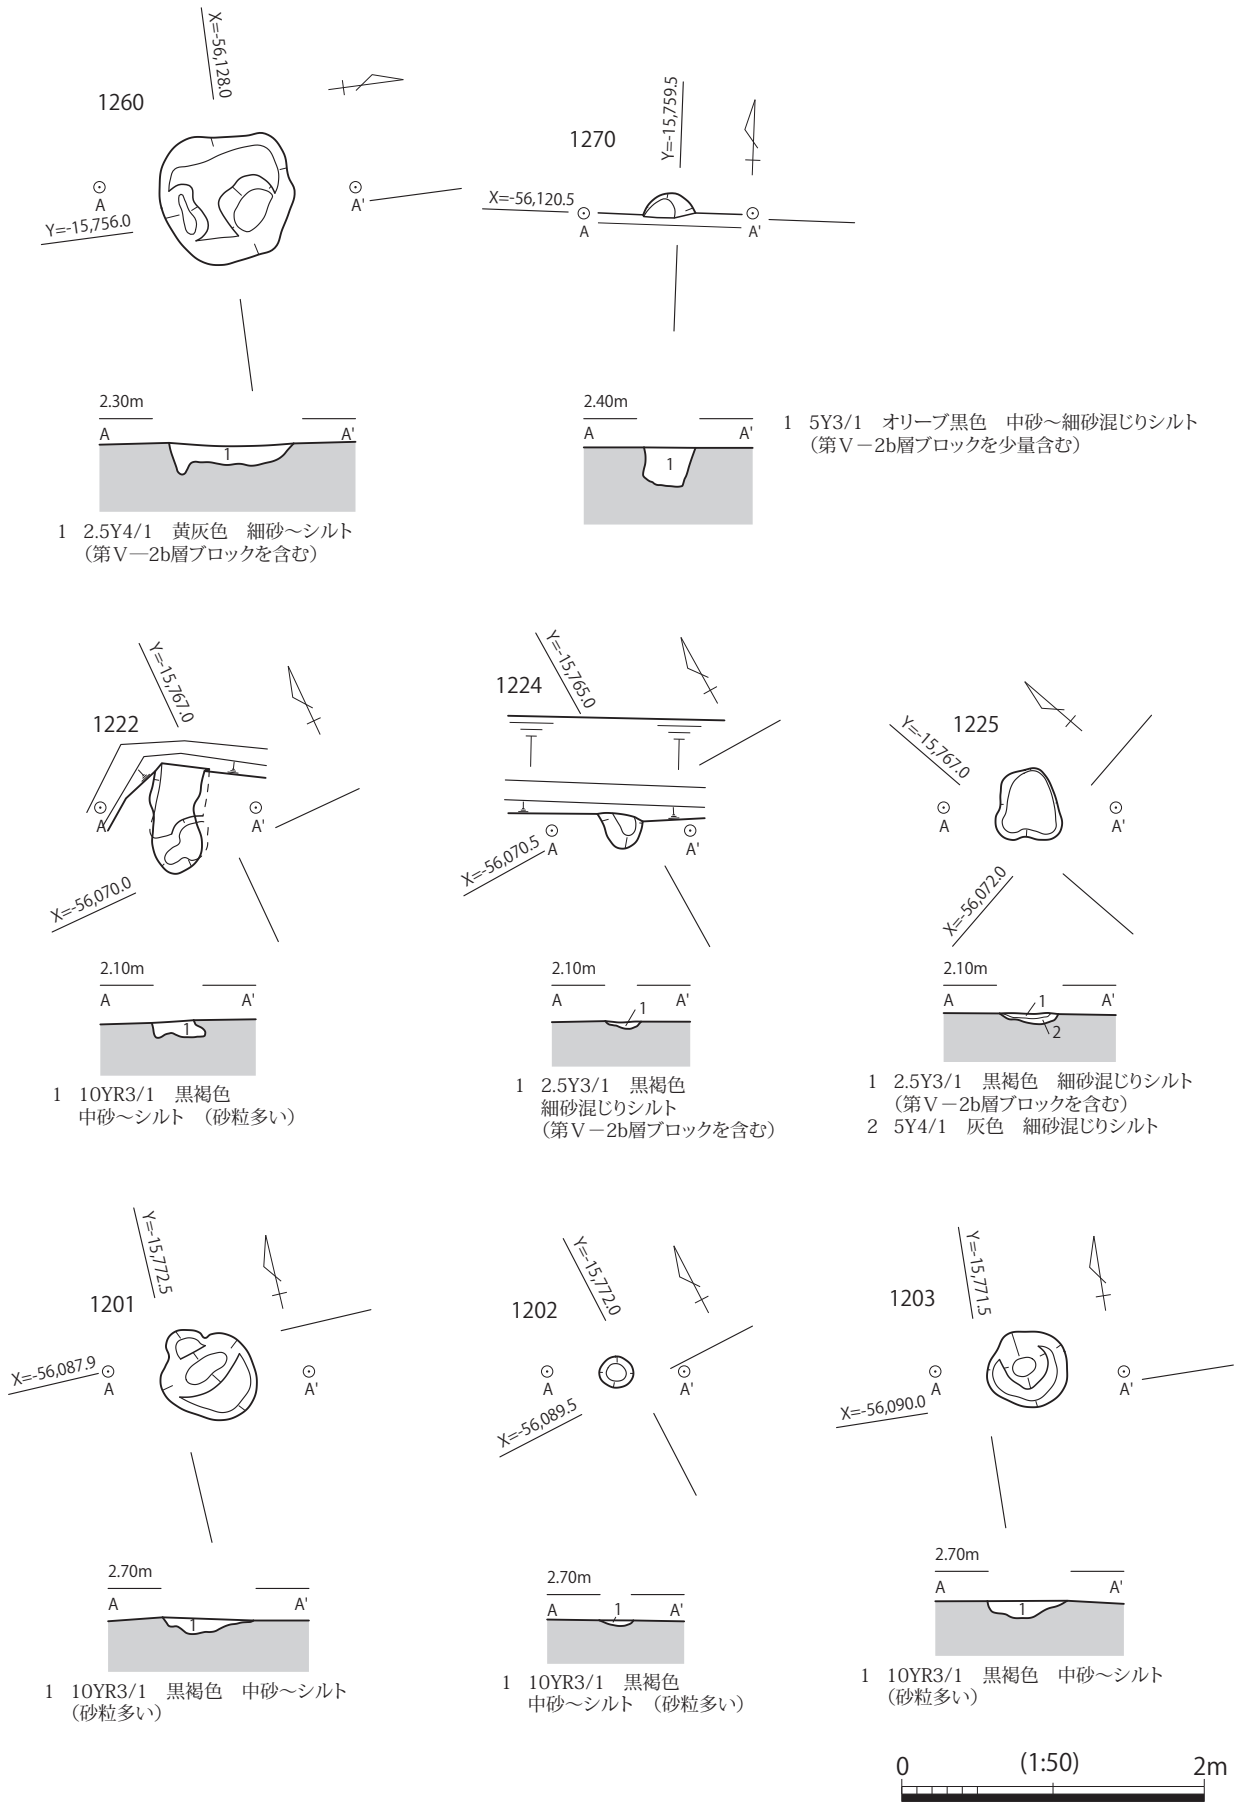 1260
X=-56,128.0
A
A'
Y=-15,756.0
2.30m
A
A'
1
1 2.5Y4/1 黄灰色 細砂～シルト
（第Ⅴ―2b層ブロックを含む）
1270
Y=-15,759.5
X=-56,120.5
A
A'
2.40m
A
A'
1
1 5Y3/1 オリーブ黒色 中砂～細砂混じりシルト
（第Ⅴ－2b層ブロックを少量含む）
1222
Y=-15,767.0
A
A'
X=-56,070.0
2.10m
A
A'
1
1 10YR3/1 黒褐色
中砂～シルト （砂粒多い）
1224
Y=-15,765.0
A
A'
X=-56,070.5
2.10m
A
A'
1
1 2.5Y3/1 黒褐色
細砂混じりシルト
（第Ⅴ－2b層ブロックを含む）
1225
Y=-15,767.0
A
A'
X=-56,072.0
2.10m
A
A'
1
2
1 2.5Y3/1 黒褐色 細砂混じりシルト
（第Ⅴ－2b層ブロックを含む）
2 5Y4/1 灰色 細砂混じりシルト
1201
Y=-15,772.5
X=-56,087.9
A
A'
2.70m
A
A'
1
1 10YR3/1 黒褐色 中砂～シルト
（砂粒多い）
1202
Y=-15,772.0
A
A'
X=-56,089.5
2.70m
A
A'
1
1 10YR3/1 黒褐色
中砂～シルト （砂粒多い）
1203
Y=-15,771.5
A
A'
X=-56,090.0
2.70m
A
A'
1
1 10YR3/1 黒褐色 中砂～シルト
（砂粒多い）
0 (1:50) 2m